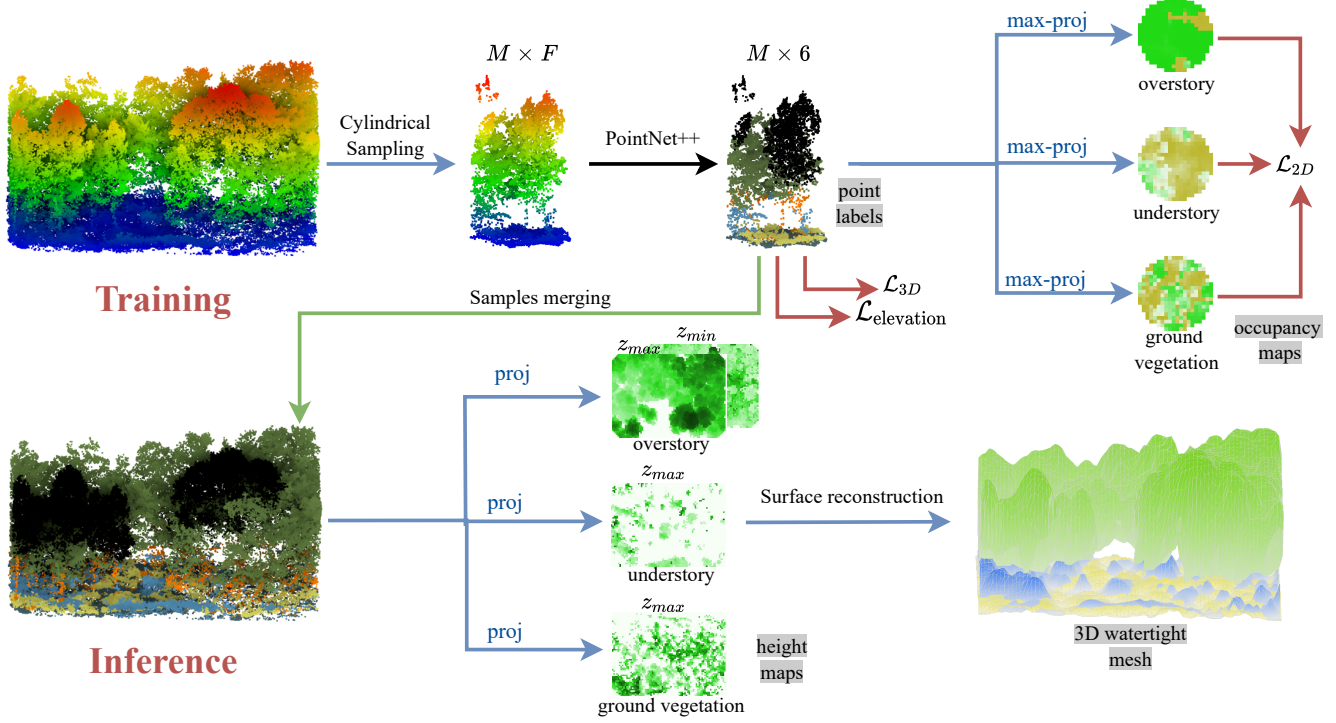 max-proj
overstory
M × F
M × 6
Cylindrical
Sampling
PointNet++
point
labels
max-proj
understory
ℒ2D
max-proj
ground
vegetation
occupancy
maps
Training
Samples merging
ℒ3D
ℒelevation
proj
zmax
zmin
overstory
proj
zmax
understory
Surface reconstruction
proj
zmax
ground vegetation
height
maps
3D watertight
mesh
Inference